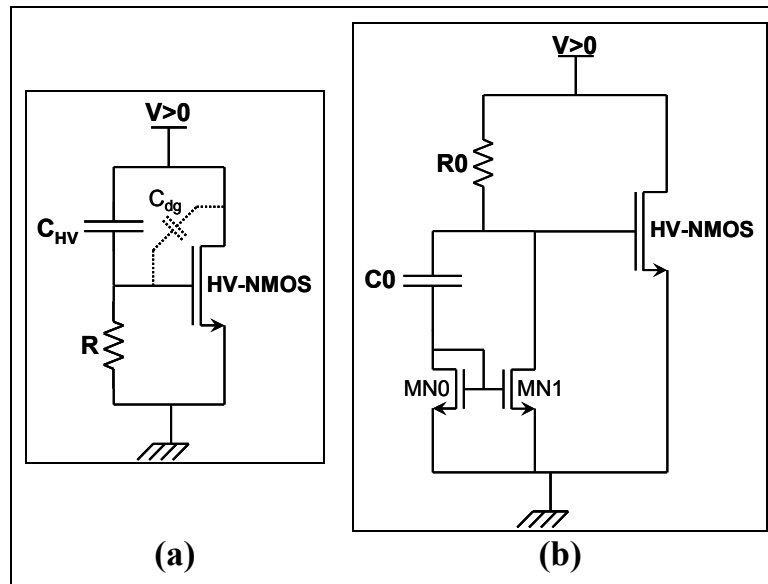 V>0
C_HV
C_dg
HV-NMOS
R
(a)
V>0
R0
HV-NMOS
C0
MN0
MN1
(b)